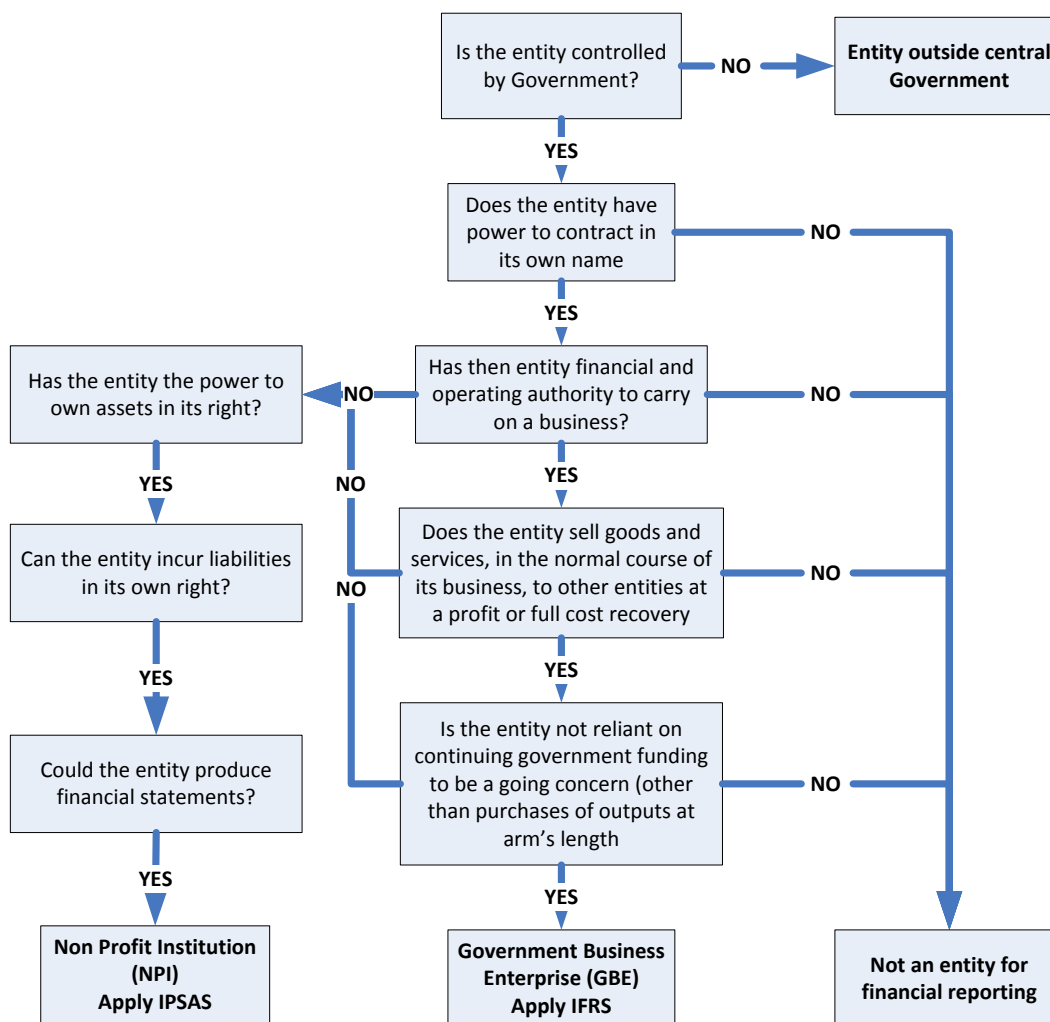 Is the entity controlled
by Government?
NO
Entity outside central
Government
YES
Does the entity have
power to contract in
its own name
NO
YES
Has the entity the power to
own assets in its right?
NO
Has then entity financial and
operating authority to carry
on a business?
NO
YES
YES
NO
Can the entity incur liabilities
in its own right?
Does the entity sell goods and
services, in the normal course of
its business, to other entities at
a profit or full cost recovery
NO
NO
YES
YES
Could the entity produce
financial statements?
Is the entity not reliant on
continuing government funding
to be a going concern (other
than purchases of outputs at
arm’s length
NO
YES
YES
Non Profit Institution
(NPI)
Apply IPSAS
Government Business
Enterprise (GBE)
Apply IFRS
Not an entity for
financial reporting